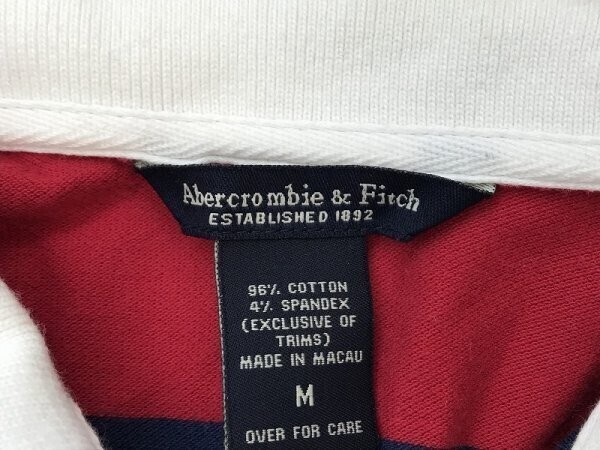 Abercrombie & Fitch
ESTABLISHED 1892
96% COTTON
4% SPANDEX
(EXCLUSIVE OF
TRIMS)
MADE IN MACAU
M
OVER FOR CARE